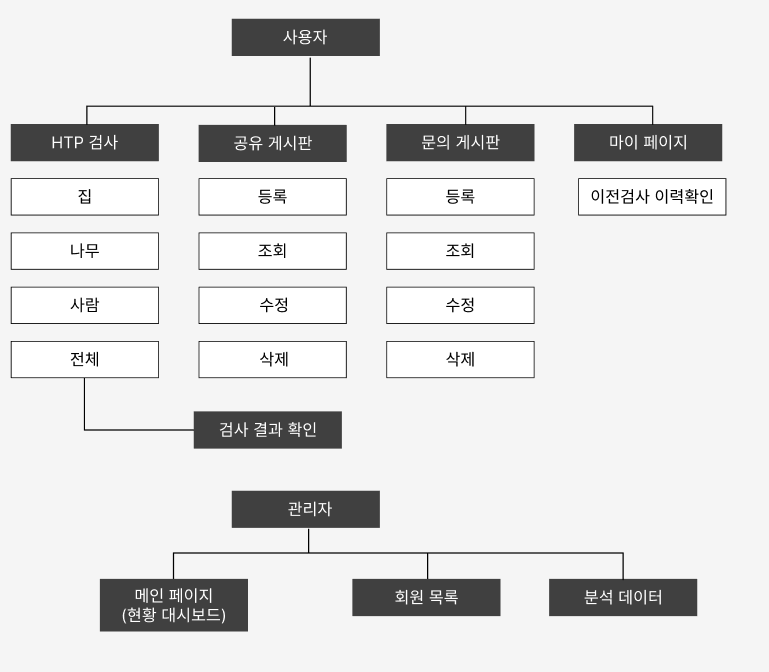 사용자
HTP 검사
공유 게시판
문의 게시판
마이 페이지
집
등록
등록
이전검사 이력확인
나무
조회
조회
사람
수정
수정
전체
삭제
삭제
검사 결과 확인
관리자
메인 페이지
(현황 대시보드)
회원 목록
분석 데이터